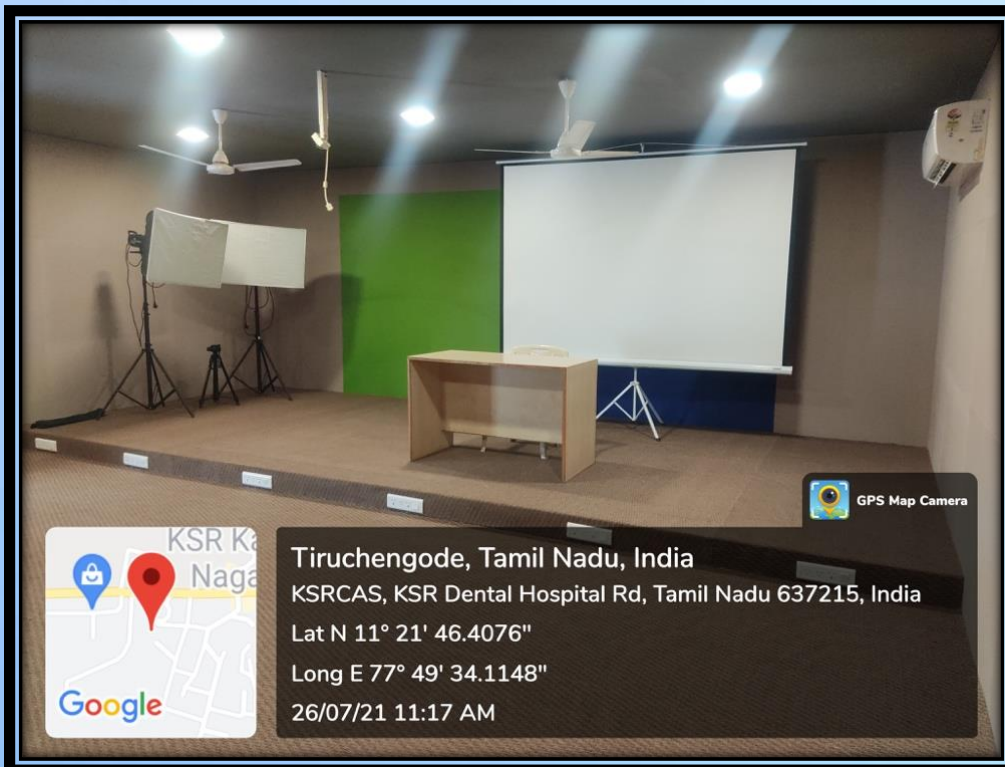 GPS Map Camera
KSR Ka
Naga
Google
Tiruchengode, Tamil Nadu, India
KSRCAS, KSR Dental Hospital Rd, Tamil Nadu 637215, India
Lat N 11° 21' 46.4076"
Long E 77° 49' 34.1148"
26/07/21 11:17 AM